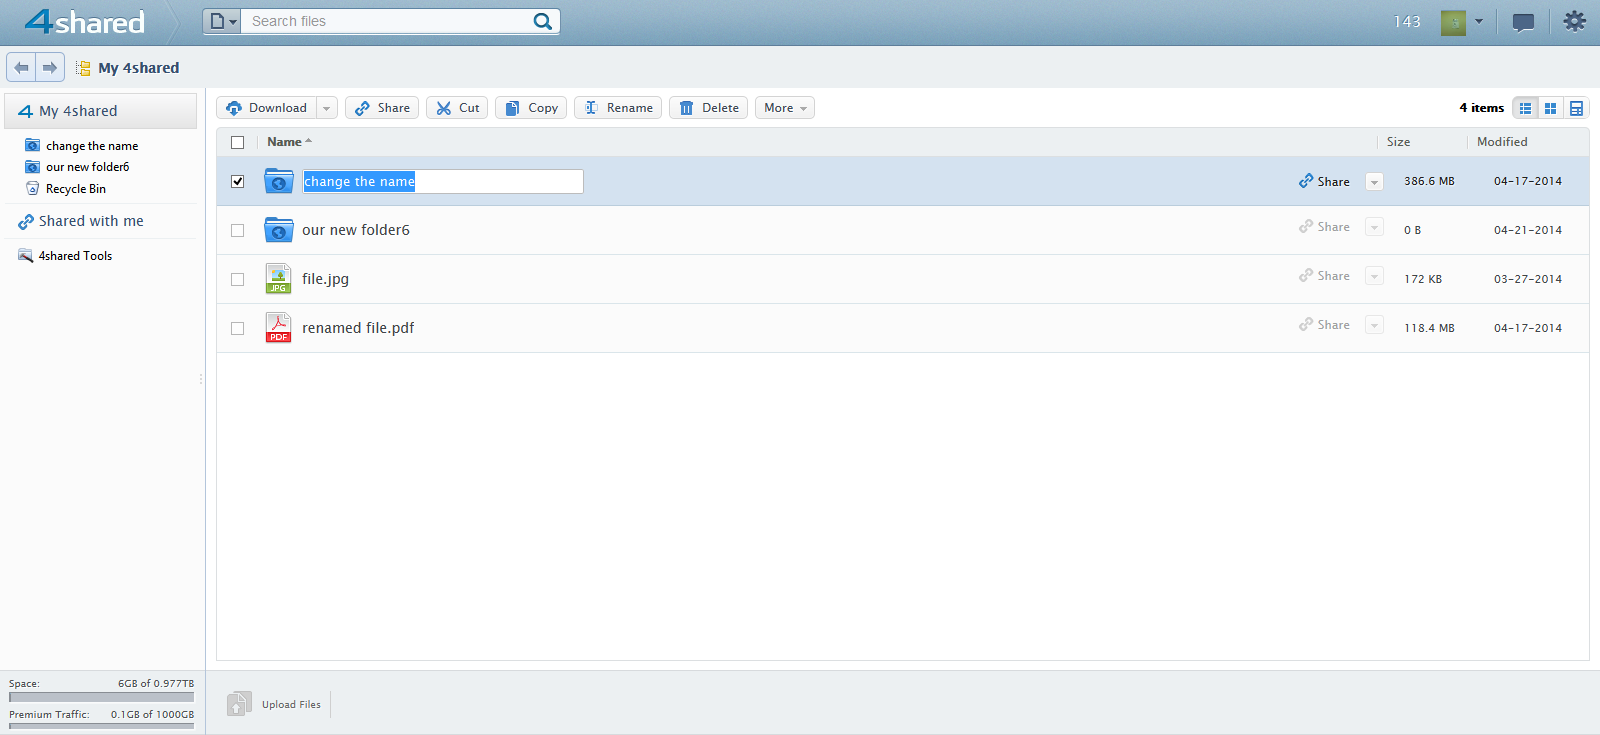 4shared
Search files
143
My 4shared
My 4shared
change the name
our new folder6
Recycle Bin
Shared with me
4shared Tools
Download Share Cut Copy Rename Delete More 4 items
Name Size Modified
change the name Share 386.6 MB 04-17-2014
our new folder6 Share 0 B 04-21-2014
JPG file.jpg Share 172 KB 03-27-2014
PDF renamed file.pdf Share 118.4 MB 04-17-2014
Space: 6GB of 0.977TB
Premium Traffic: 0.1GB of 1000GB
Upload Files